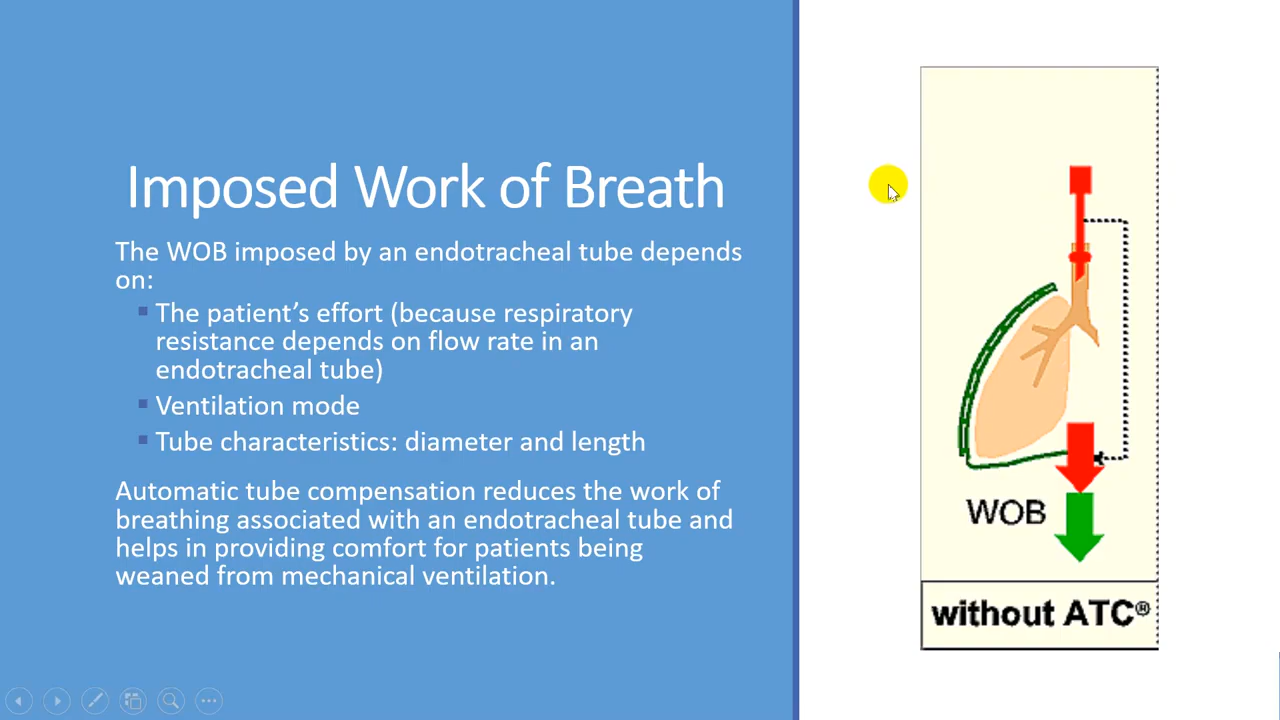 Imposed Work of Breath
The WOB imposed by an endotracheal tube depends
on:
▪ The patient’s effort (because respiratory
resistance depends on flow rate in an
endotracheal tube)
▪ Ventilation mode
▪ Tube characteristics: diameter and length
Automatic tube compensation reduces the work of
breathing associated with an endotracheal tube and
helps in providing comfort for patients being
weaned from mechanical ventilation.
WOB
without ATC®